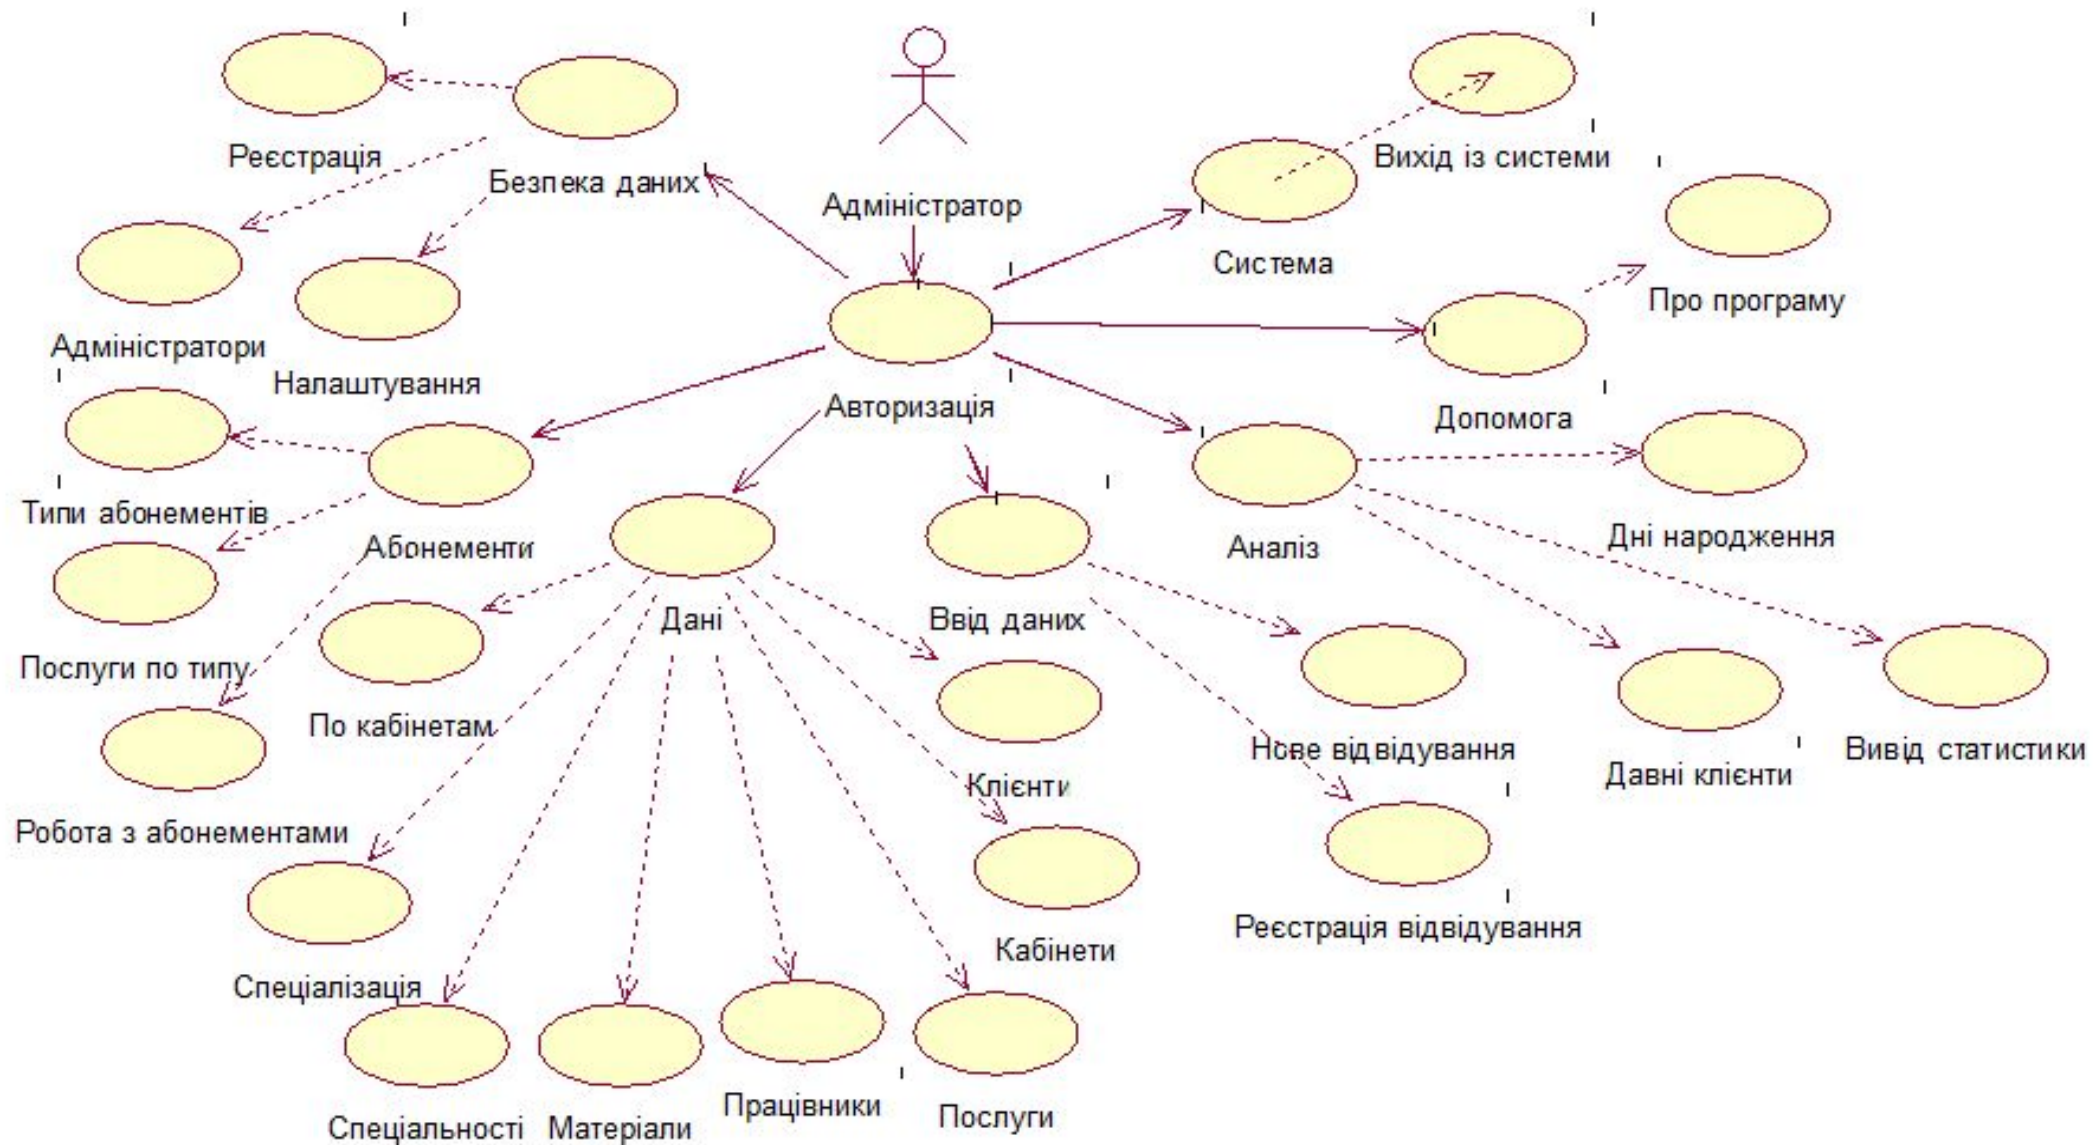 Реєстрація
Безпека даних
Адміністратор
Вихід із системи
Система
Про програму
Адміністратори
Налаштування
Авторизація
Допомога
Типи абонементів
Абонементи
Аналіз
Дні народження
Послуги по типу
Дані
Ввід даних
По кабінетам
Клієнти
Нове відвідування
Давні клієнти
Вивід статистики
Робота з абонементами
Кабінети
Реєстрація відвідування
Спеціалізація
Спеціальності
Матеріали
Працівники
Послуги